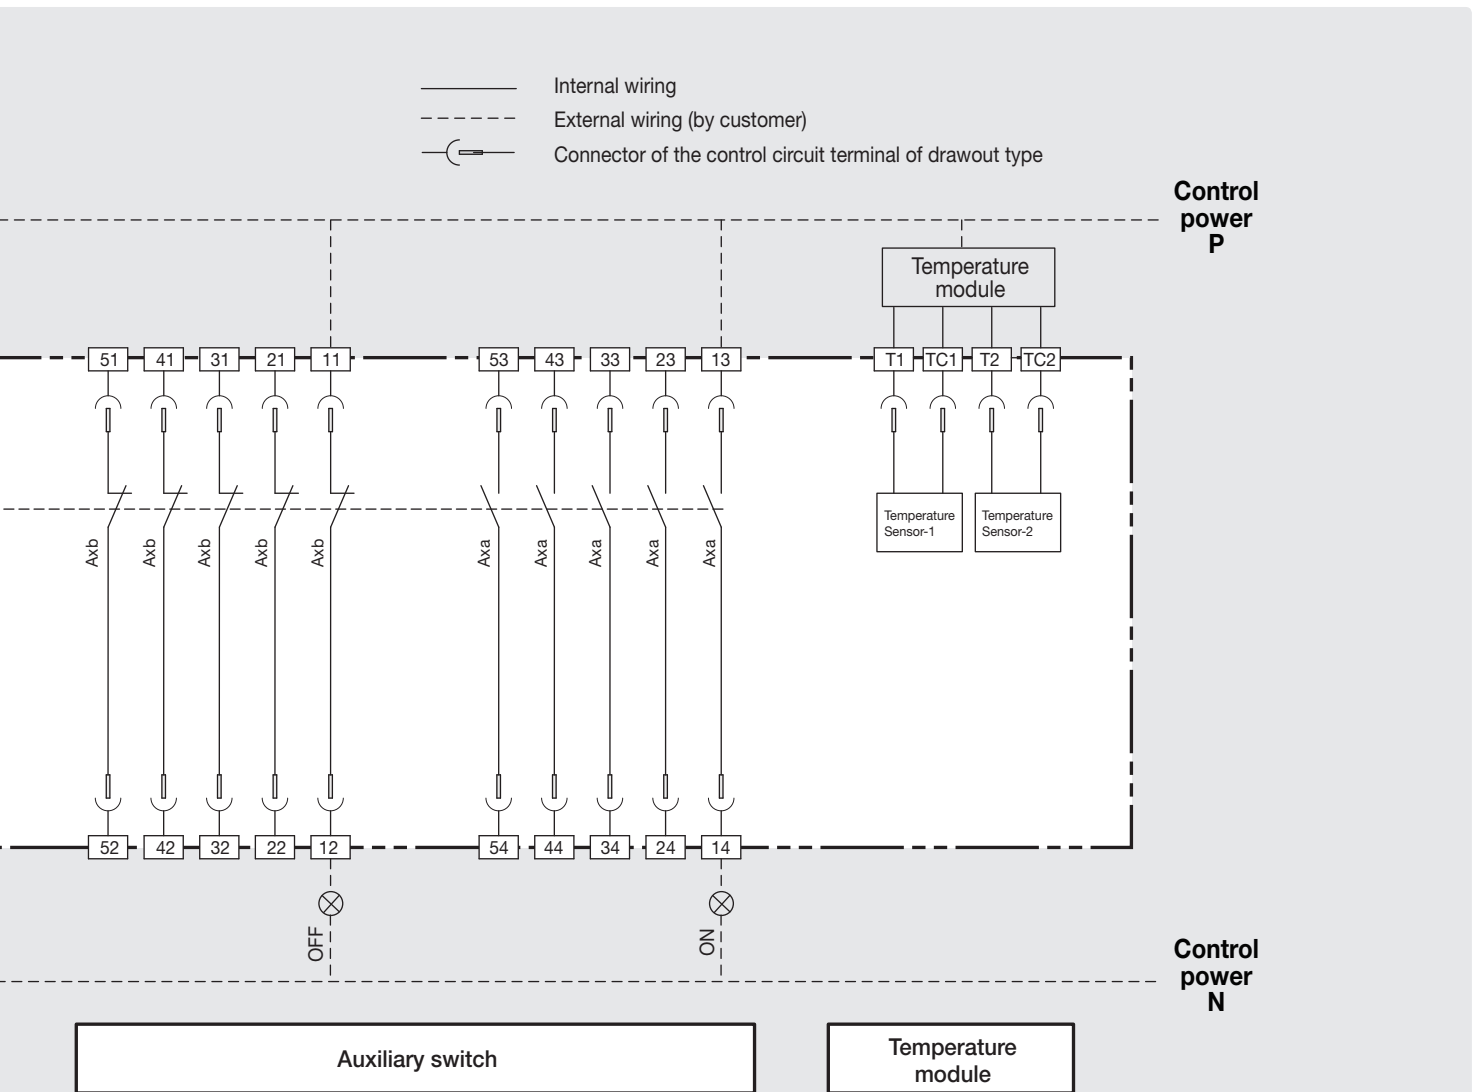 Internal wiring
External wiring (by customer)
Connector of the control circuit terminal of drawout type
Control
power
P
Temperature
module
51 41 31 21 11 53 43 33 23 13 T1 TC1 T2 TC2
Temperature
Sensor-1
Temperature
Sensor-2
Axb Axb Axb Axb Axb Axa Axa Axa Axa Axa
52 42 32 22 12 54 44 34 24 14
OFF ON
Control
power
N
Auxiliary switch
Temperature
module